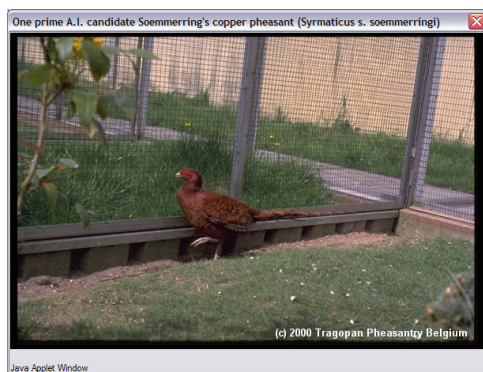 One prime A.I. candidate Soemmerring's copper pheasant (Syrmaticus s. soemmerringi)
(c) 2000 Tragopan Pheasantry Belgium
Java Applet Window